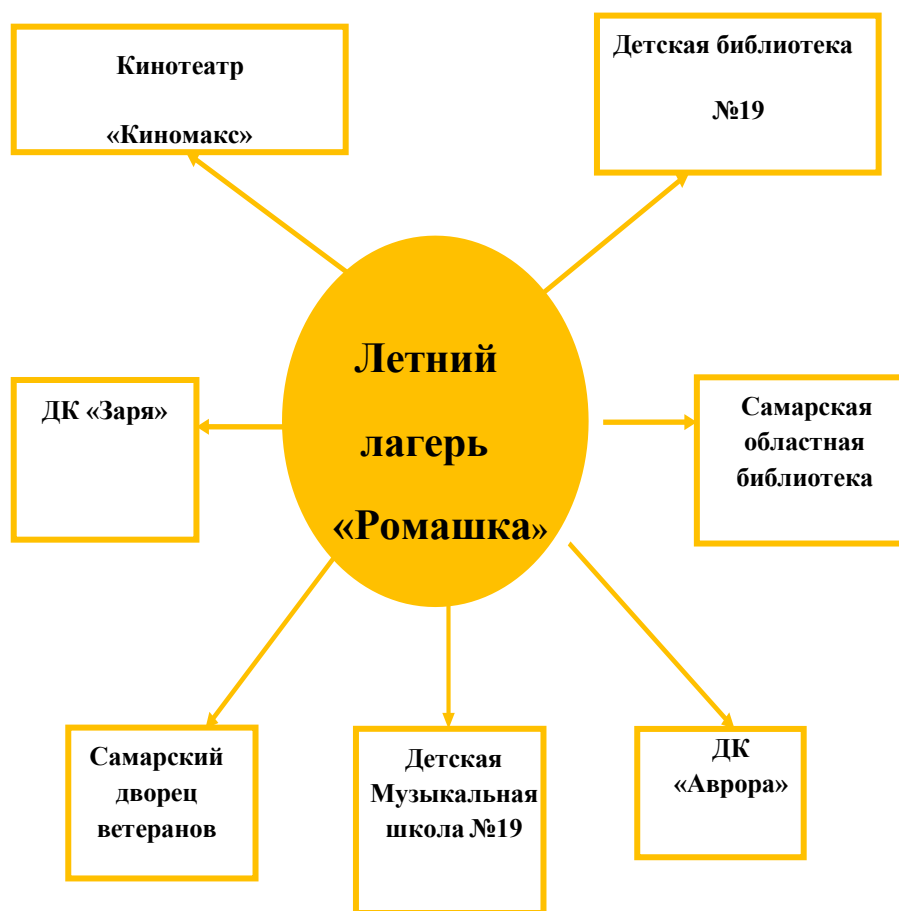 Кинотеатр
«Киномакс»
Детская библиотека
№19
Летний
лагерь
«Ромашка»
ДК «Заря»
Самарская
областная
библиотека
Самарский
дворец
ветеранов
Детская
Музыкальная
школа №19
ДК
«Аврора»